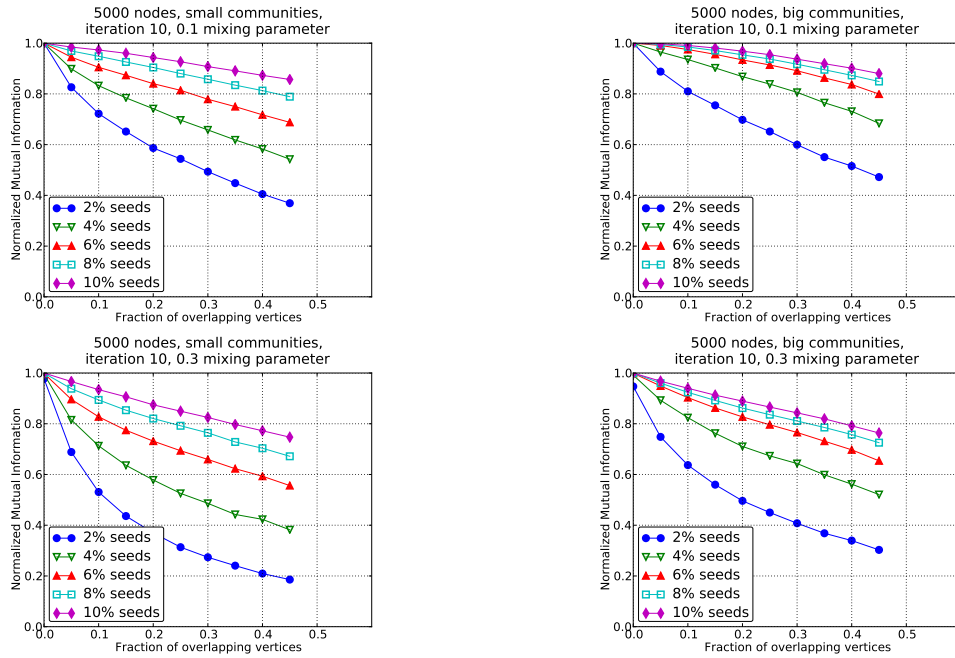 5000 nodes, small communities,
iteration 10, 0.1 mixing parameter
Normalized Mutual Information
1.0
0.8
0.6
0.4
0.2
0.0
0.0
0.1
0.2
0.3
0.4
0.5
Fraction of overlapping vertices
2% seeds
4% seeds
6% seeds
8% seeds
10% seeds
5000 nodes, big communities,
iteration 10, 0.1 mixing parameter
Normalized Mutual Information
1.0
0.8
0.6
0.4
0.2
0.0
0.0
0.1
0.2
0.3
0.4
0.5
Fraction of overlapping vertices
2% seeds
4% seeds
6% seeds
8% seeds
10% seeds
5000 nodes, small communities,
iteration 10, 0.3 mixing parameter
Normalized Mutual Information
1.0
0.8
0.6
0.4
0.2
0.0
0.0
0.1
0.2
0.3
0.4
0.5
Fraction of overlapping vertices
2% seeds
4% seeds
6% seeds
8% seeds
10% seeds
5000 nodes, big communities,
iteration 10, 0.3 mixing parameter
Normalized Mutual Information
1.0
0.8
0.6
0.4
0.2
0.0
0.0
0.1
0.2
0.3
0.4
0.5
Fraction of overlapping vertices
2% seeds
4% seeds
6% seeds
8% seeds
10% seeds